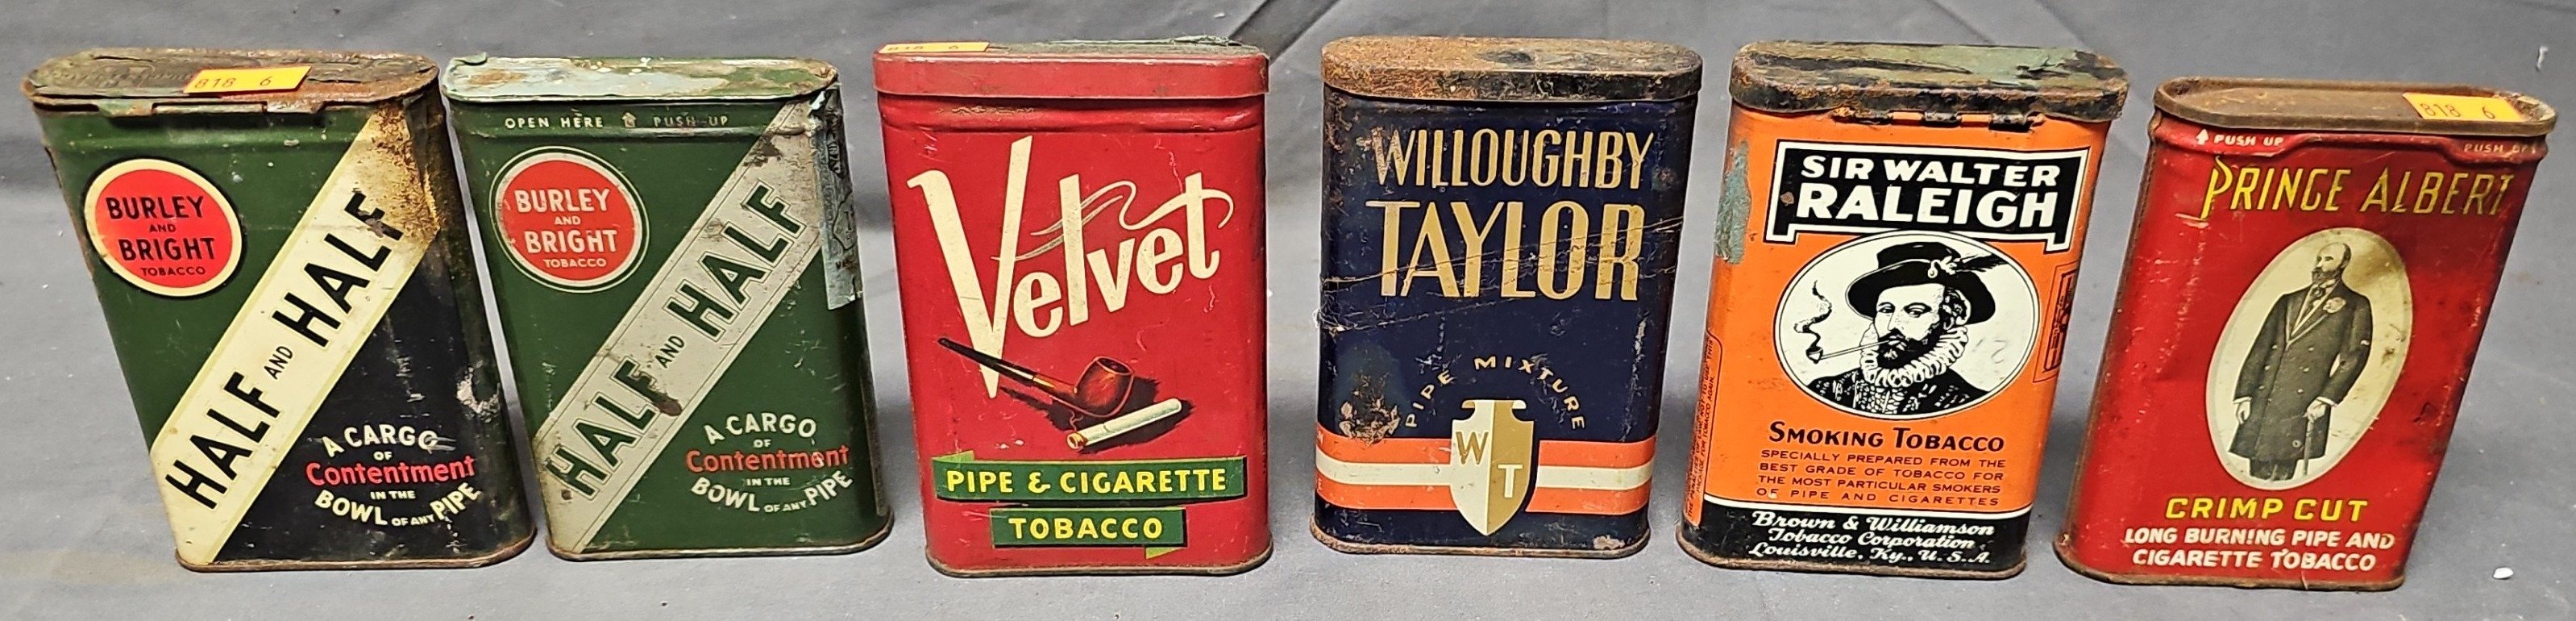 818 6
BURLEY
AND
BRIGHT
TOBACCO
HALF AND HALF
A CARGO
OF
Contentment
IN THE
BOWL OF ANY PIPE
OPEN HERE PUSH UP
BURLEY
AND
BRIGHT
TOBACCO
HALF AND HALF
A CARGO
OF
Contentment
IN THE
BOWL OF ANY PIPE
818 6
Velvet
PIPE & CIGARETTE
TOBACCO
WILLOUGHBY
TAYLOR
PIPE MIXTURE
W
T
SIR WALTER
RALEIGH
SMOKING TOBACCO
SPECIALLY PREPARED FROM THE
BEST GRADE OF TOBACCO FOR
THE MOST PARTICULAR SMOKERS
OF PIPE AND CIGARETTES
Brown & Williamson
Tobacco Corporation
Louisville, Ky., U.S.A.
818 6
PUSH UP PUSH UP
PRINCE ALBERT
CRIMP CUT
LONG BURNING PIPE AND
CIGARETTE TOBACCO